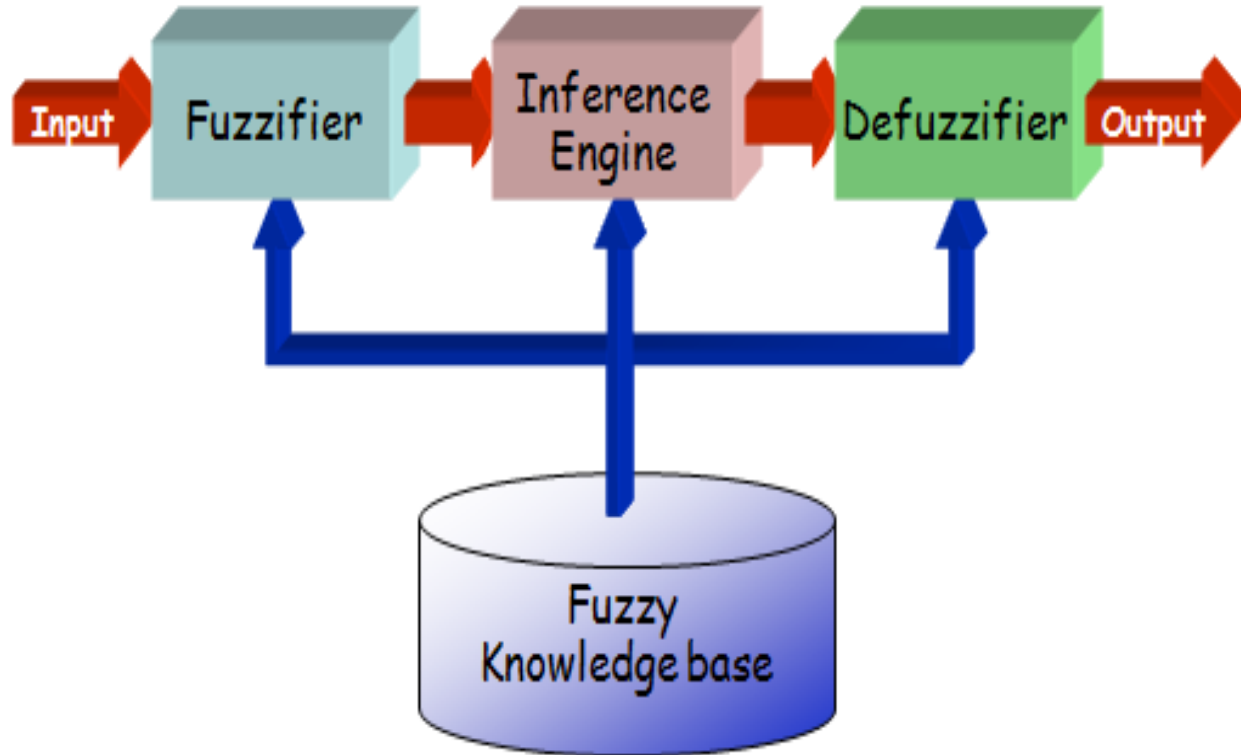 Input
Fuzzifier
Inference
Engine
Defuzzifier
Output
Fuzzy
Knowledge base